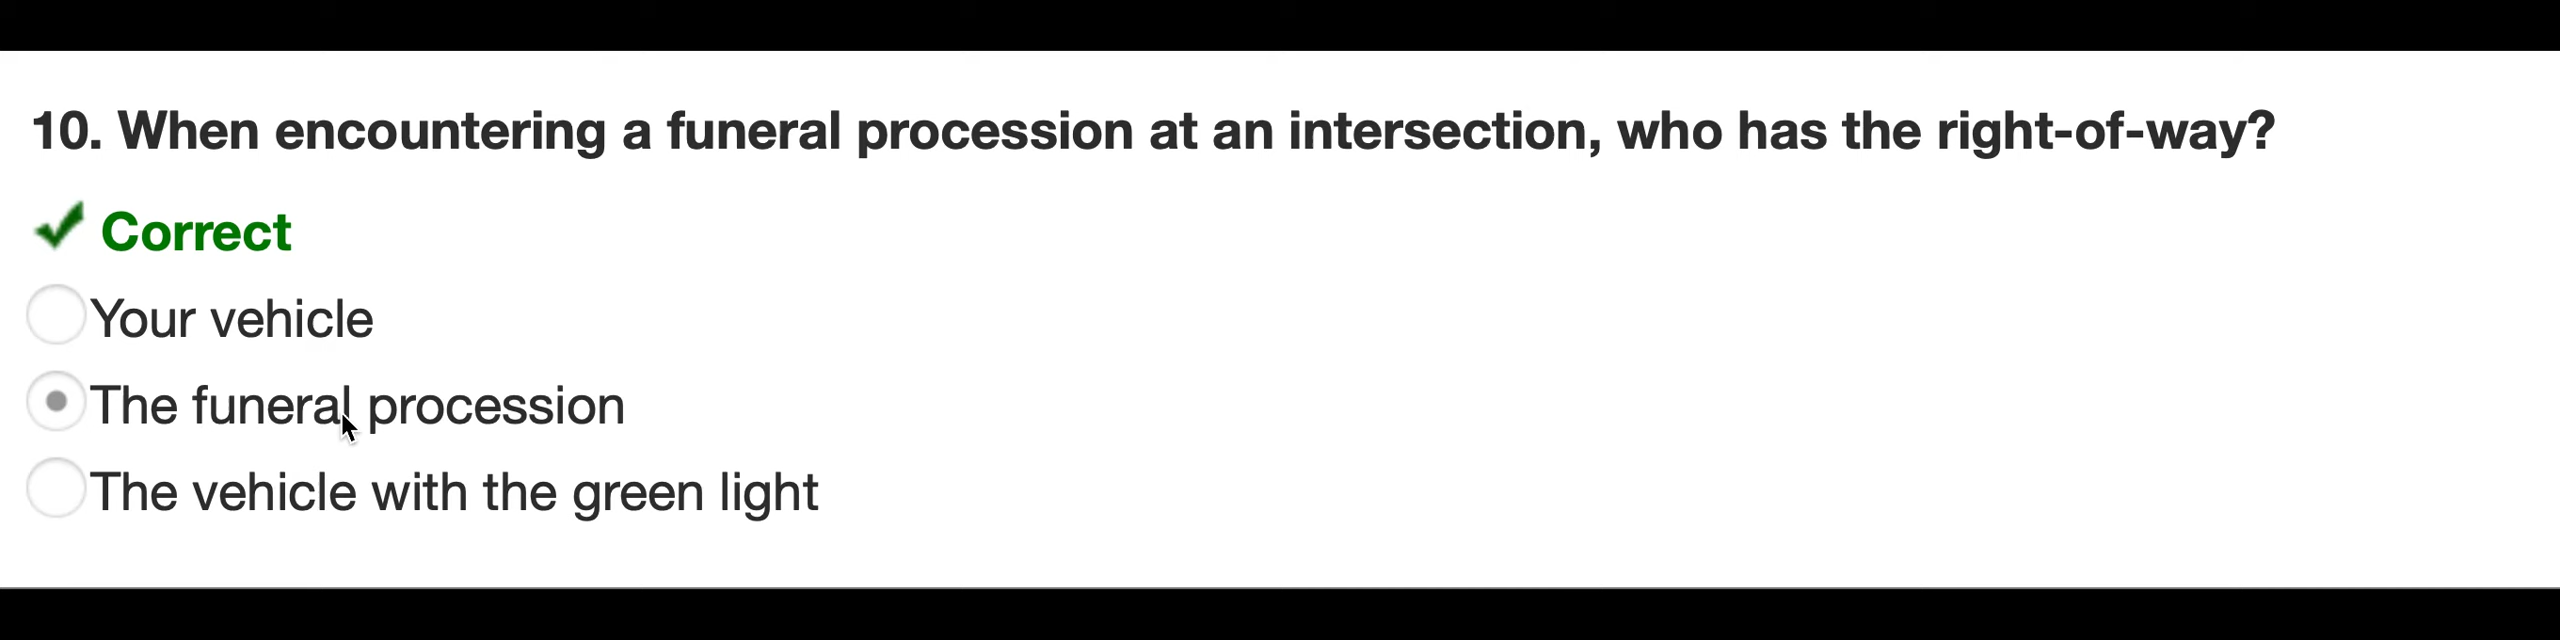 10. When encountering a funeral procession at an intersection, who has the right-of-way?
Correct
Your vehicle
The funeral procession
The vehicle with the green light